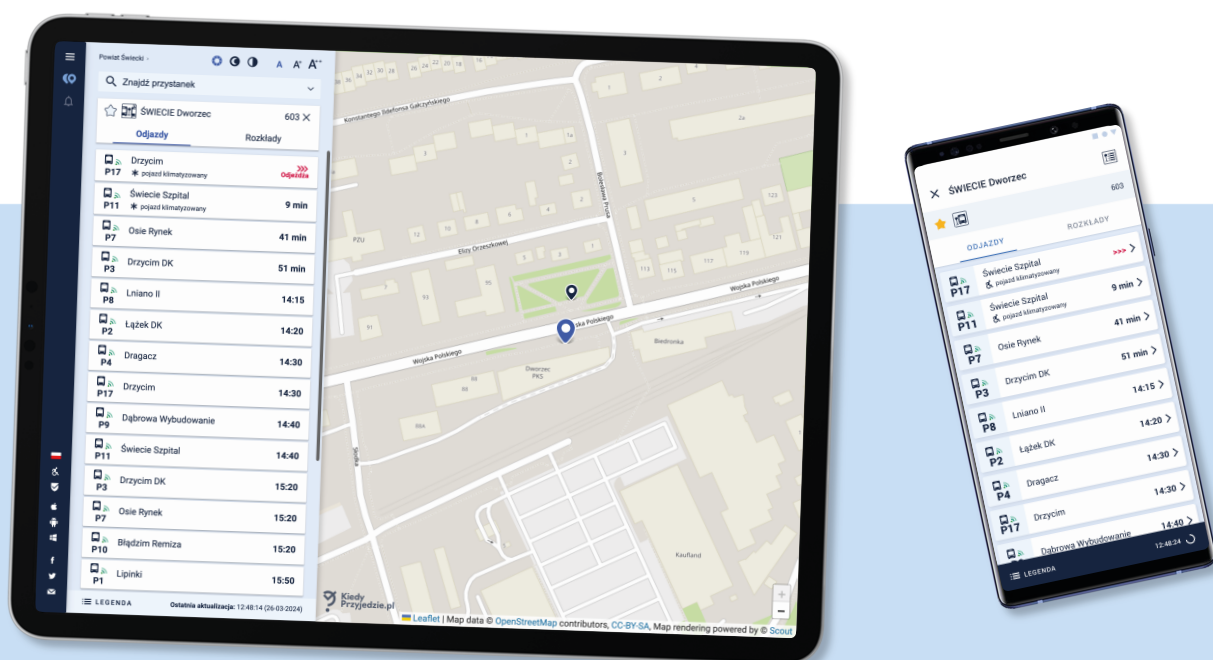 Powiat Świecki -
A A+ A++
Znajdź przystanek
ŚWIECIE Dworzec 603
Odjazdy Rozkłady
P17 Drzycim
pojazd klimatyzowany
>>>
Odjeżdża
P11 Świecie Szpital
pojazd klimatyzowany
9 min
P7 Osie Rynek 41 min
P3 Drzycim DK 51 min
P8 Lniano II 14:15
P2 Łążek DK 14:20
P4 Dragacz 14:30
P17 Drzycim 14:30
P9 Dąbrowa Wybudowanie 14:40
P11 Świecie Szpital 14:40
P3 Drzycim DK 15:20
P7 Osie Rynek 15:20
P10 Błądzim Remiza 15:20
P1 Lipinki 15:50
LEGENDA
Ostatnia aktualizacja: 12:48:14 (26-03-2024)
Konstantego Ildefonsa Gałczyńskiego
Bolesława Prusa
Elizy Orzeszkowej
PZU
Wojska Polskiego
Wojska Polskiego
Biedronka
Dworzec
PKS
Kaufland
Kiedy
Przyjedzie.pl
+
−
Leaflet | Map data © OpenStreetMap contributors, CC-BY-SA, Map rendering powered by © Scout
ŚWIECIE Dworzec
603
ODJAZDY ROZKŁADY
P17 Świecie Szpital
pojazd klimatyzowany
>>>
P11 Świecie Szpital
pojazd klimatyzowany
9 min
P7 Osie Rynek 41 min
P3 Drzycim DK 51 min
P8 Lniano II 14:15
P2 Łążek DK 14:20
P4 Dragacz 14:30
P17 Drzycim 14:30
Dąbrowa Wybudowanie 14:40
LEGENDA 12:48:24